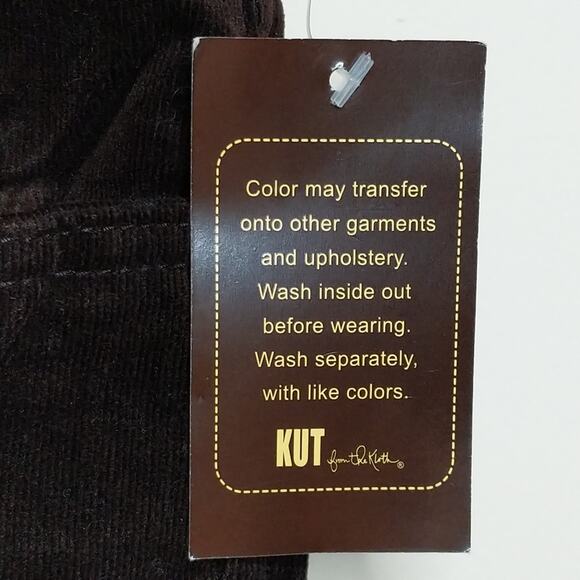 Color may transfer
onto other garments
and upholstery.
Wash inside out
before wearing.
Wash separately,
with like colors.
KUT from the Kloth®